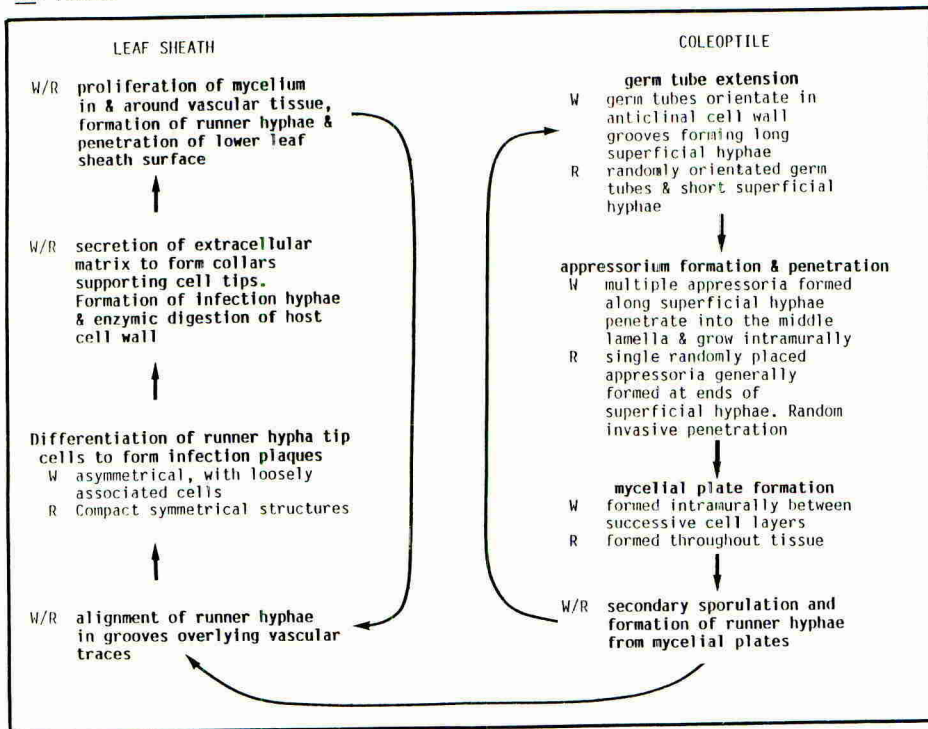 LEAF SHEATH
W/R proliferation of mycelium
in & around vascular tissue,
formation of runner hyphae &
penetration of lower leaf
sheath surface
W/R secretion of extracellular
matrix to form collars
supporting cell tips.
Formation of infection hyphae
& enzymic digestion of host
cell wall
Differentiation of runner hypha tip
cells to form infection plaques
W asymmetrical, with loosely
associated cells
R Compact symmetrical structures
W/R alignment of runner hyphae
in grooves overlying vascular
traces
COLEOPTILE
germ tube extension
W germ tubes orientate in
anticlinal cell wall
grooves forming long
superficial hyphae
R randomly orientated germ
tubes & short superficial
hyphae
appressorium formation & penetration
W multiple appressoria formed
along superficial hyphae
penetrate into the middle
lamella & grow intramurally
R single randomly placed
appressoria generally
formed at ends of
superficial hyphae. Random
invasive penetration
mycelial plate formation
W formed intramurally between
successive cell layers
R formed throughout tissue
W/R secondary sporulation and
formation of runner hyphae
from mycelial plates